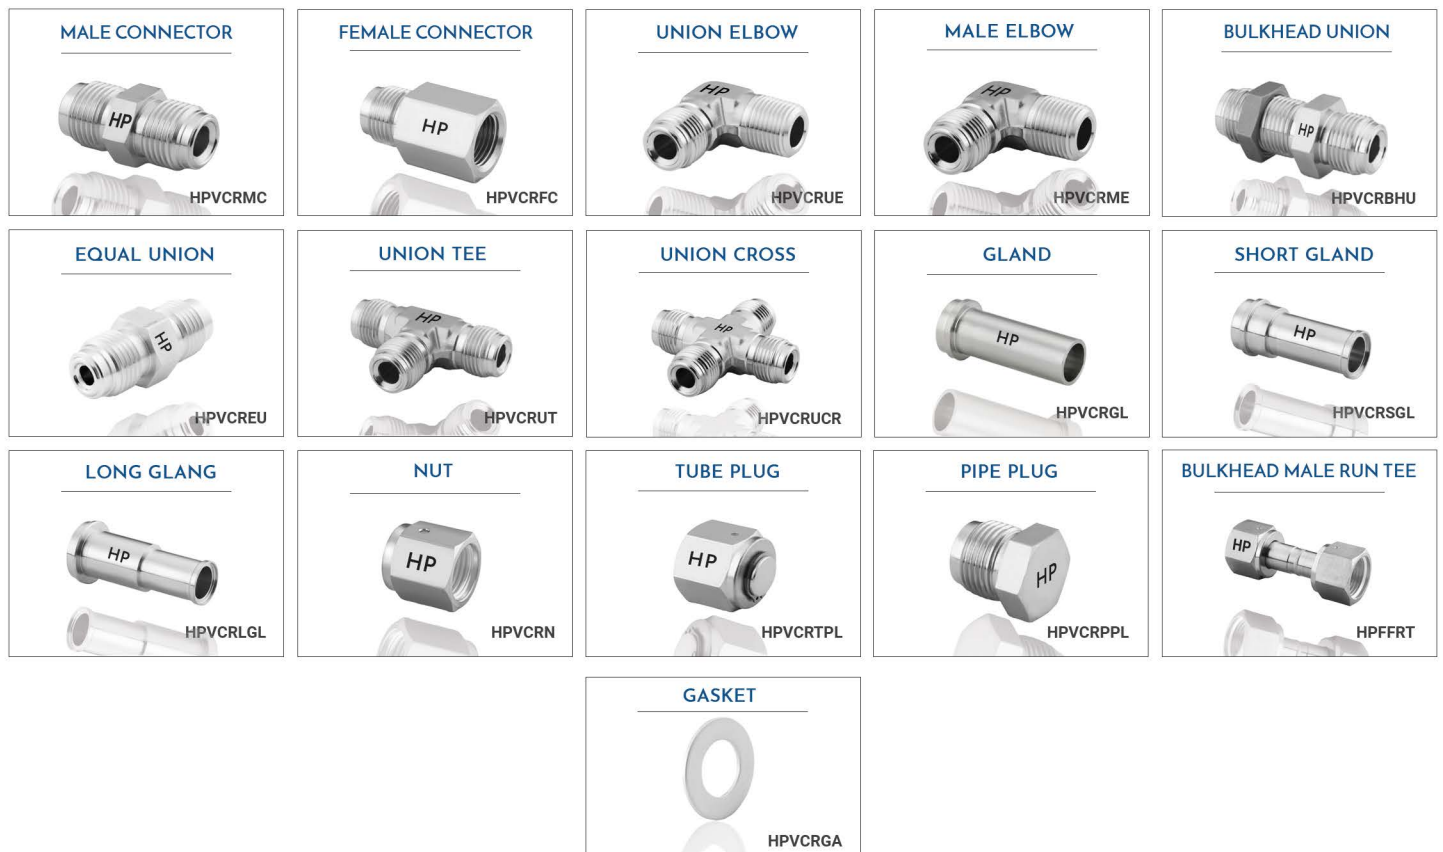 MALE CONNECTOR
HP
HPVCRMC
FEMALE CONNECTOR
HP
HPVCRFC
UNION ELBOW
HP
HPVCRUE
MALE ELBOW
HP
HPVCRME
BULKHEAD UNION
HP
HPVCRBHU
EQUAL UNION
HP
HPVCREU
UNION TEE
HP
HPVCRUT
UNION CROSS
HP
HPVCRUCR
GLAND
HP
HPVCRGL
SHORT GLAND
HP
HPVCRSGL
LONG GLANG
HP
HPVCRLGL
NUT
HP
HPVCRN
TUBE PLUG
HP
HPVCRTPL
PIPE PLUG
HP
HPVCRPPL
BULKHEAD MALE RUN TEE
HP
HPFFRT
GASKET
HPVCRGA